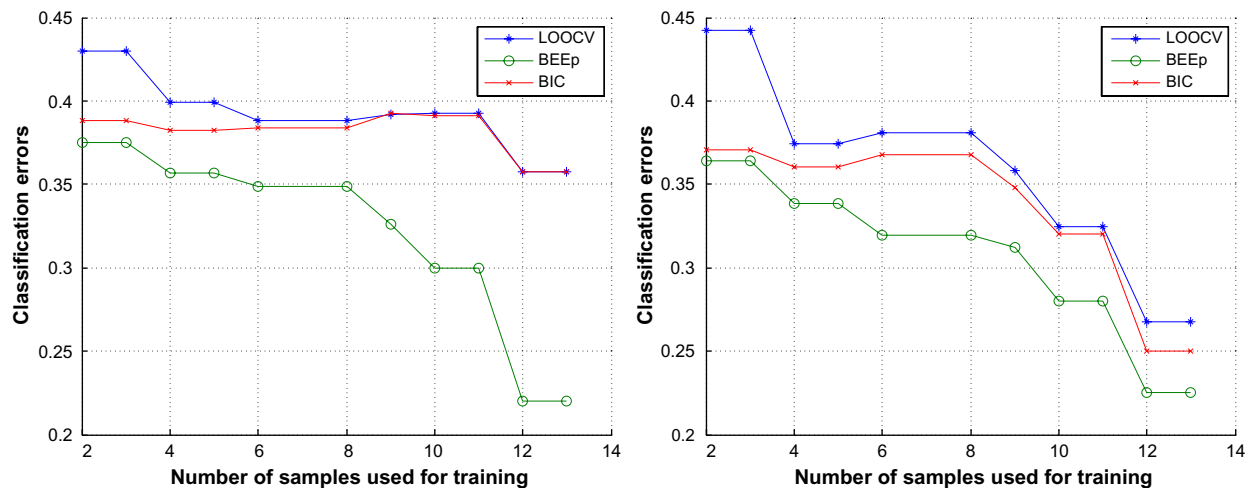 0.45
0.4
0.35
0.3
0.25
0.2
2 4 6 8 10 12 14
Classification errors
Number of samples used for training
LOOCV
BEEp
BIC
0.45
0.4
0.35
0.3
0.25
0.2
2 4 6 8 10 12 14
Classification errors
Number of samples used for training
LOOCV
BEEp
BIC